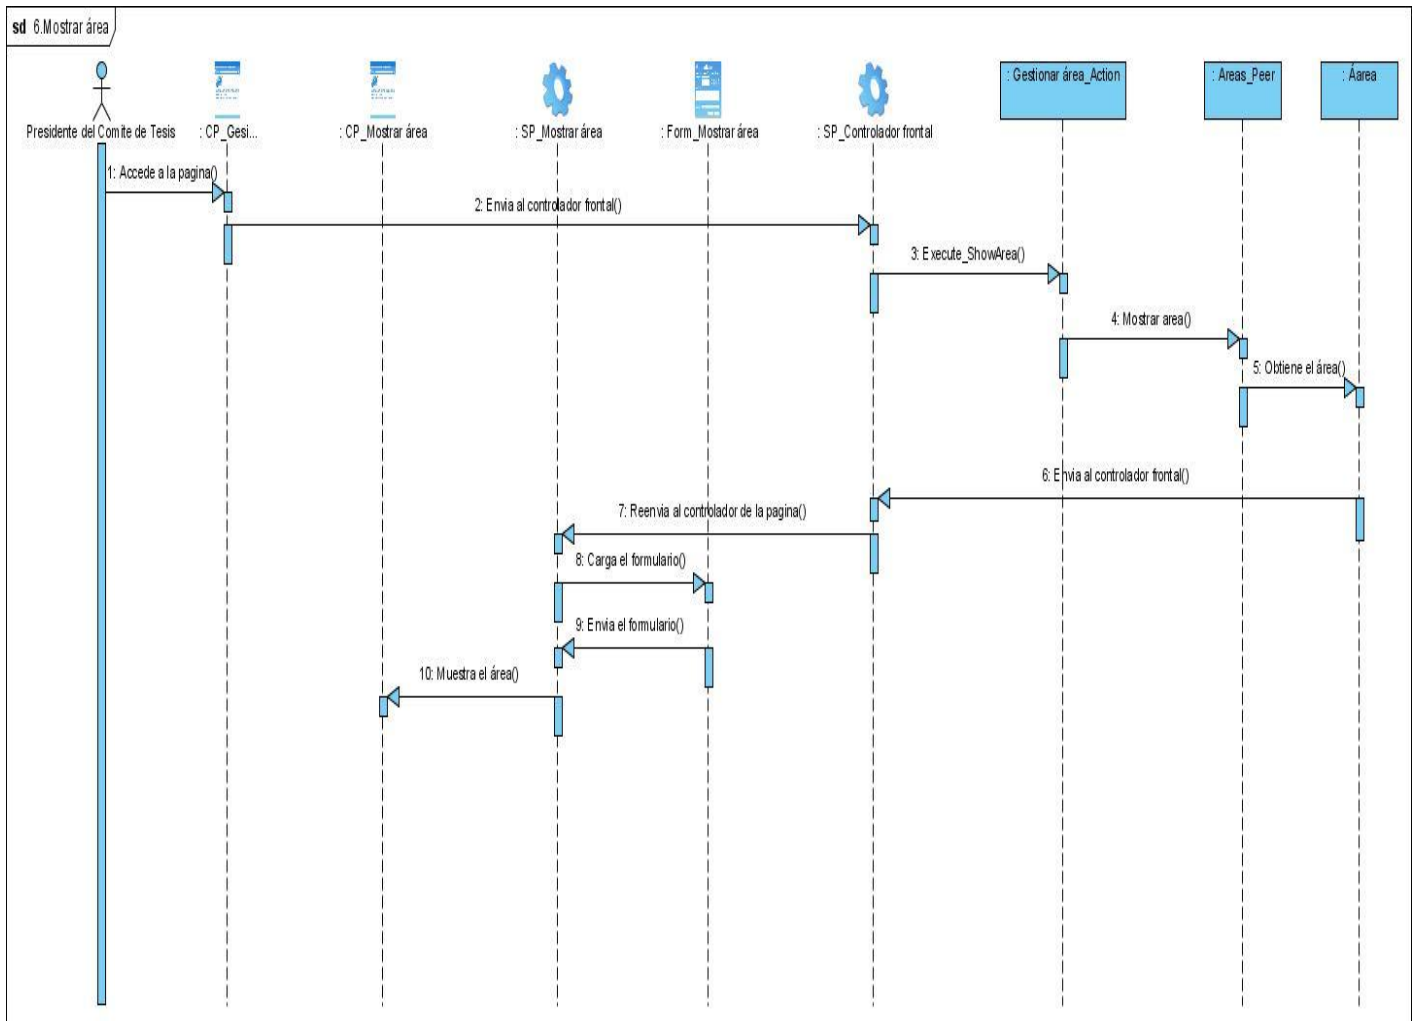 sd 6.Mostrar área
Presidente del Comite de Tesis
: CP_Gesi...
: CP_Mostrar área
: SP_Mostrar área
: Form_Mostrar área
: SP_Controlador frontal
: Gestionar área_Action
: Areas_Peer
: Áarea
1: Accede a la pagina()
2: Envia al controlador frontal()
3: Execute_ShowArea()
4: Mostrar area()
5: Obtiene el área()
6: Envia al controlador frontal()
7: Reenvia al controlador de la pagina()
8: Carga el formulario()
9: Envia el formulario()
10: Muestra el área()